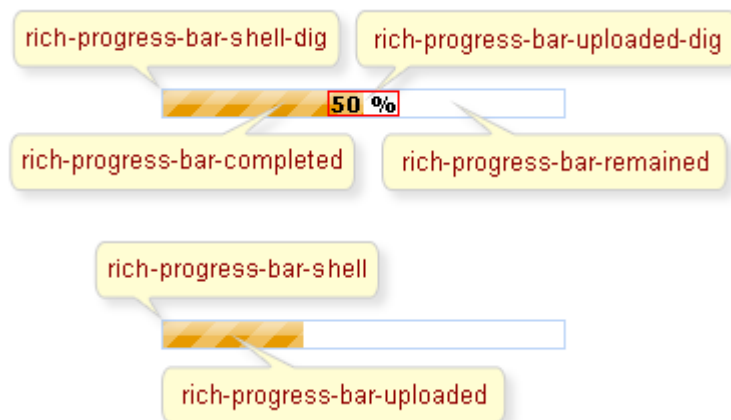 rich-progress-bar-shell-dig
rich-progress-bar-uploaded-dig
50 %
rich-progress-bar-completed
rich-progress-bar-remained
rich-progress-bar-shell
rich-progress-bar-uploaded